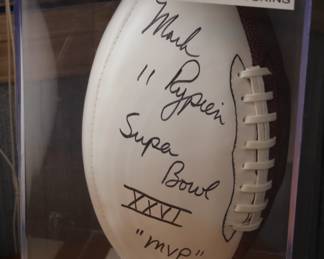 Mark
11 Rypien
Super
Bowl
XXVI
"MVP"